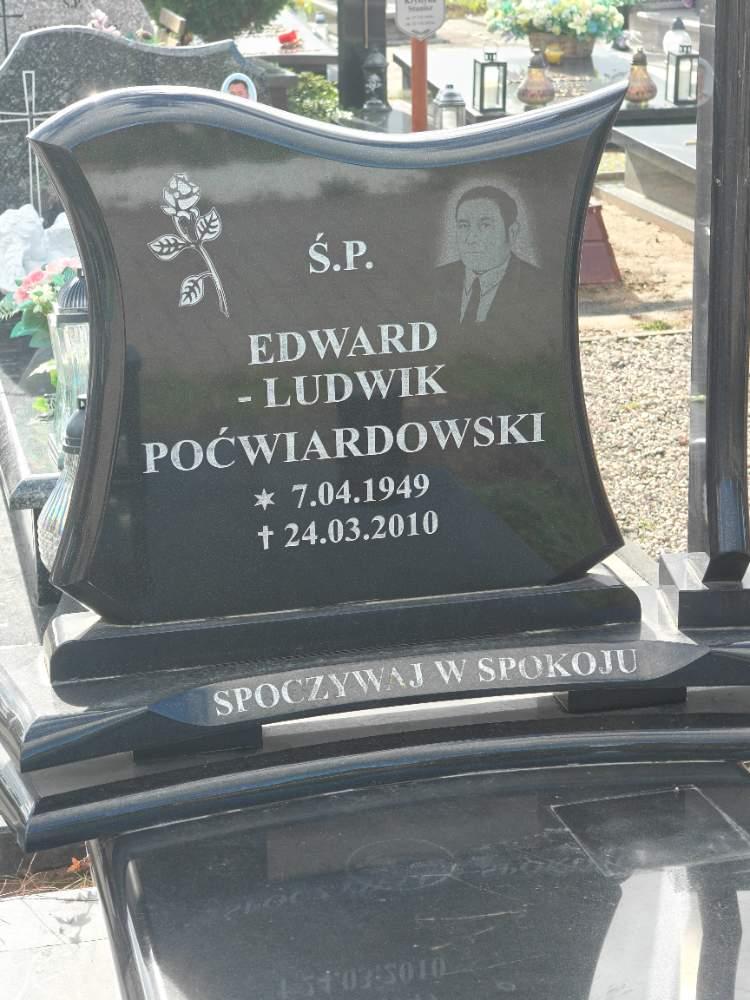 Ś.P.
EDWARD
- LUDWIK
POĆWIARDOWSKI
* 7.04.1949
✝ 24.03.2010
SPOCZYWAJ W SPOKOJU